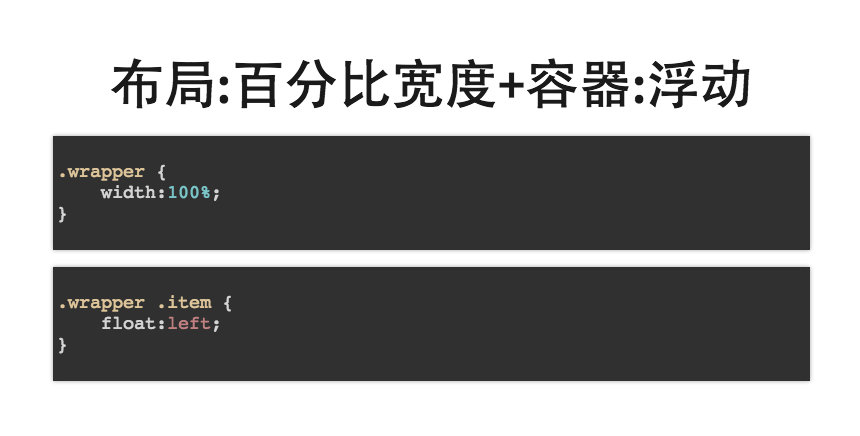 布局:百分比宽度+容器:浮动
.wrapper {
    width:100%;
}
.wrapper .item {
    float:left;
}